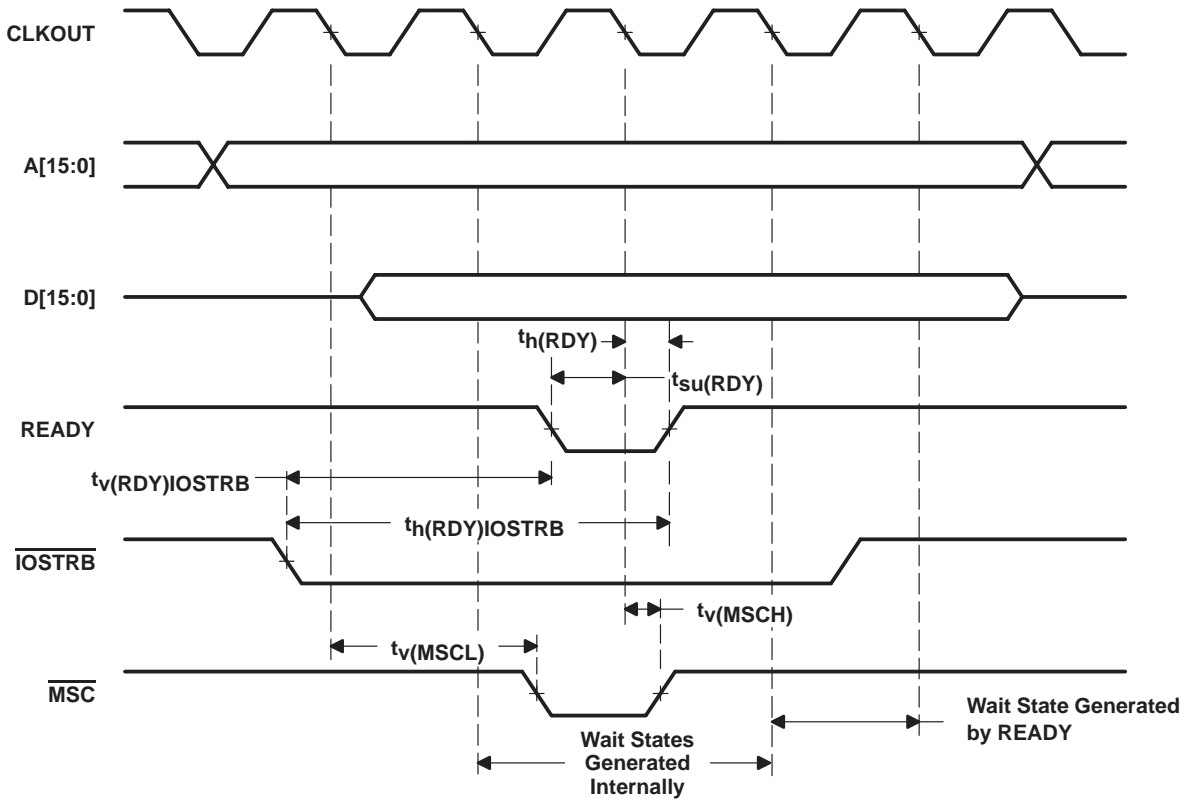 CLKOUT
A[15:0]
D[15:0]
th(RDY)
tsu(RDY)
READY
tv(RDY)IOSTRB
th(RDY)IOSTRB
IOSTRB
tv(MSCH)
tv(MSCL)
MSC
Wait State Generated
by READY
Wait States
Generated
Internally